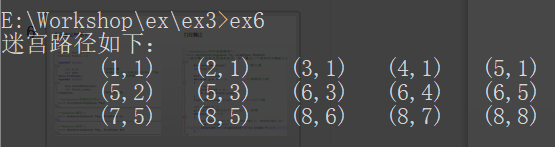 E:\Workshop\ex\ex3>ex6
迷宫路径如下：
(1,1) (2,1) (3,1) (4,1) (5,1)
(5,2) (5,3) (6,3) (6,4) (6,5)
(7,5) (8,5) (8,6) (8,7) (8,8)